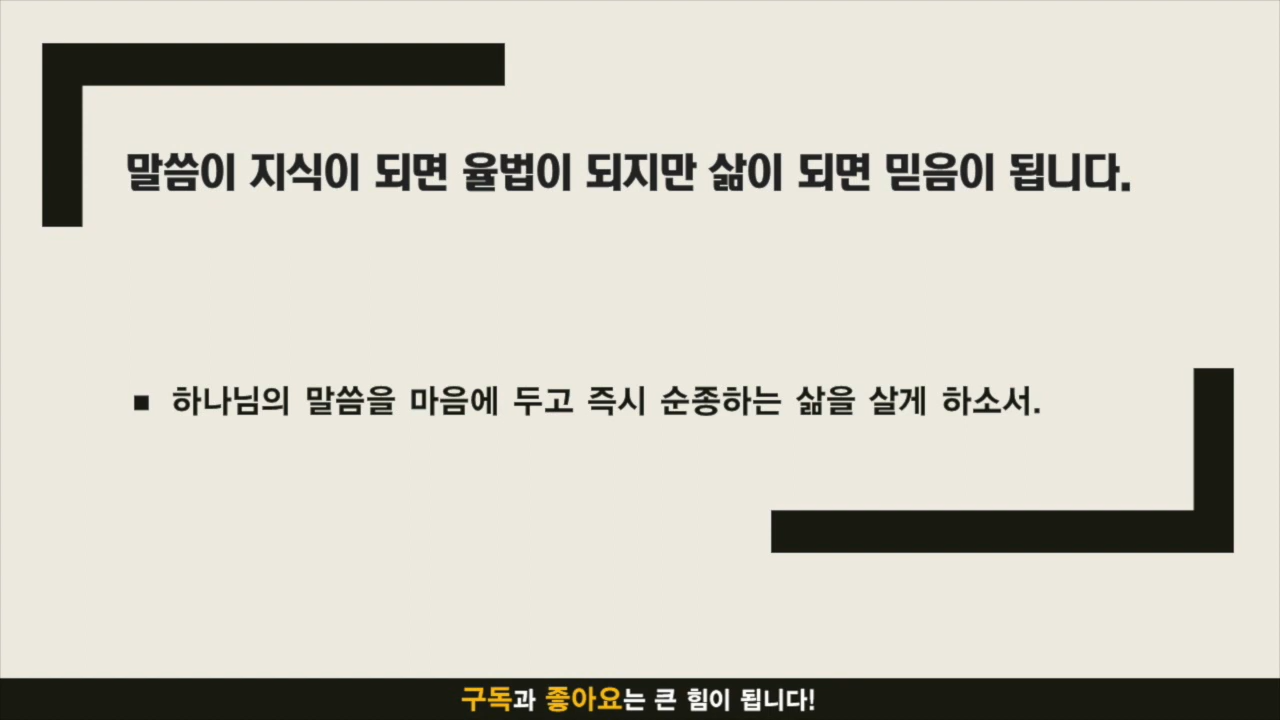 말씀이 지식이 되면 율법이 되지만 삶이 되면 믿음이 됩니다.
■ 하나님의 말씀을 마음에 두고 즉시 순종하는 삶을 살게 하소서.
구독과 좋아요는 큰 힘이 됩니다!